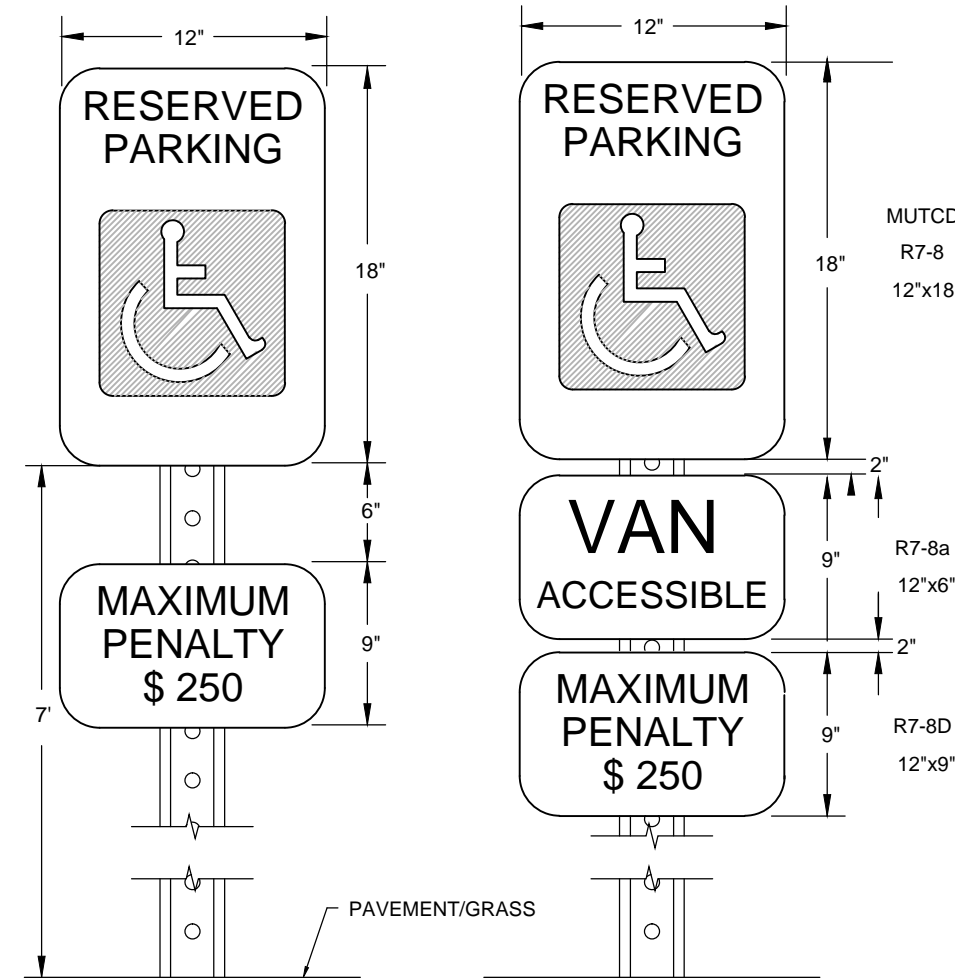 12"
RESERVED
PARKING
18"
6"
MAXIMUM
PENALTY
$ 250
9"
7'
PAVEMENT/GRASS
12"
RESERVED
PARKING
18"
MUTCD
R7-8
12"x18
2"
VAN
ACCESSIBLE
9"
R7-8a
12"x6"
2"
MAXIMUM
PENALTY
$ 250
9"
R7-8D
12"x9"